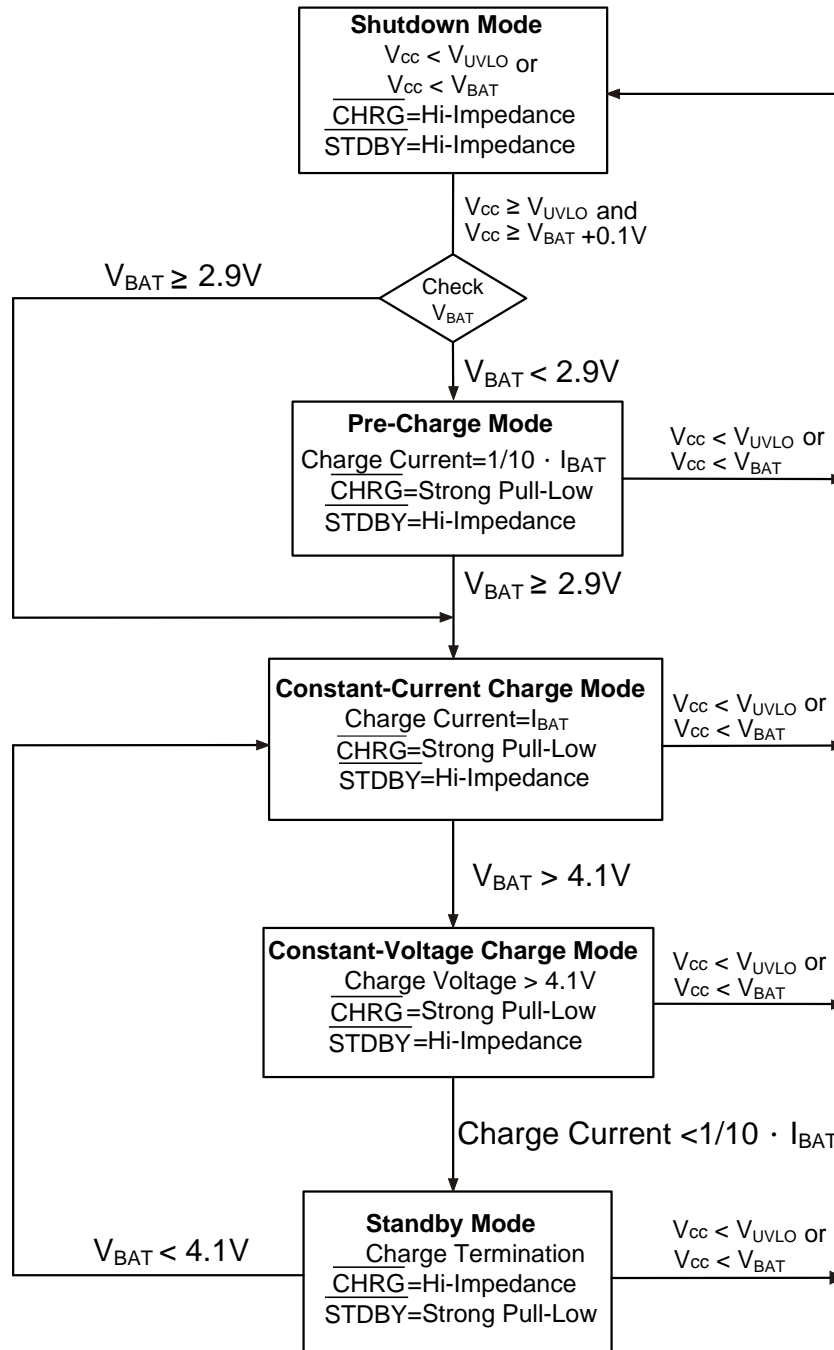 Shutdown Mode
Vcc < VUVLO or
Vcc < VBAT
CHRG=Hi-Impedance
STDBY=Hi-Impedance
Vcc ≥ VUVLO and
Vcc ≥ VBAT +0.1V
VBAT ≥ 2.9V
Check
VBAT
VBAT < 2.9V
Pre-Charge Mode
Charge Current=1/10 · IBAT
CHRG=Strong Pull-Low
STDBY=Hi-Impedance
Vcc < VUVLO or
Vcc < VBAT
VBAT ≥ 2.9V
Constant-Current Charge Mode
Charge Current=IBAT
CHRG=Strong Pull-Low
STDBY=Hi-Impedance
Vcc < VUVLO or
Vcc < VBAT
VBAT > 4.1V
Constant-Voltage Charge Mode
Charge Voltage > 4.1V
CHRG=Strong Pull-Low
STDBY=Hi-Impedance
Vcc < VUVLO or
Vcc < VBAT
Charge Current <1/10 · IBAT
VBAT < 4.1V
Standby Mode
Charge Termination
CHRG=Hi-Impedance
STDBY=Strong Pull-Low
Vcc < VUVLO or
Vcc < VBAT